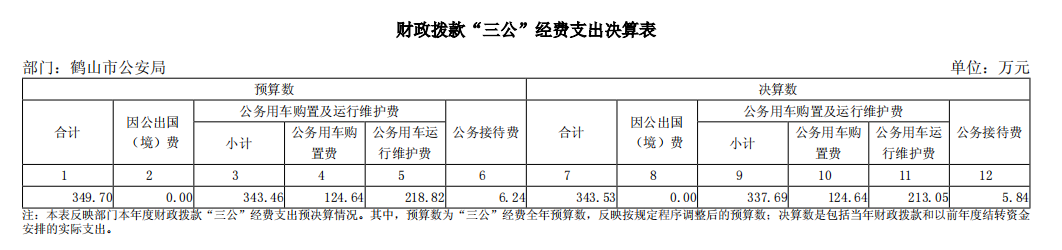 财政拨款“三公”经费支出决算表
部门：鹤山市公安局 单位：万元
预算数 决算数
合计 因公出国（境）费 公务用车购置及运行维护费 公务接待费 合计 因公出国（境）费 公务用车购置及运行维护费 公务接待费
小计 公务用车购置费 公务用车运行维护费 小计 公务用车购置费 公务用车运行维护费
1 2 3 4 5 6 7 8 9 10 11 12
349.70 0.00 343.46 124.64 218.82 6.24 343.53 0.00 337.69 124.64 213.05 5.84
注：本表反映部门本年度财政拨款“三公”经费支出预决算情况。其中，预算数为“三公”经费全年预算数，反映按规定程序调整后的预算数；决算数是包括当年财政拨款和以前年度结转资金
安排的实际支出。